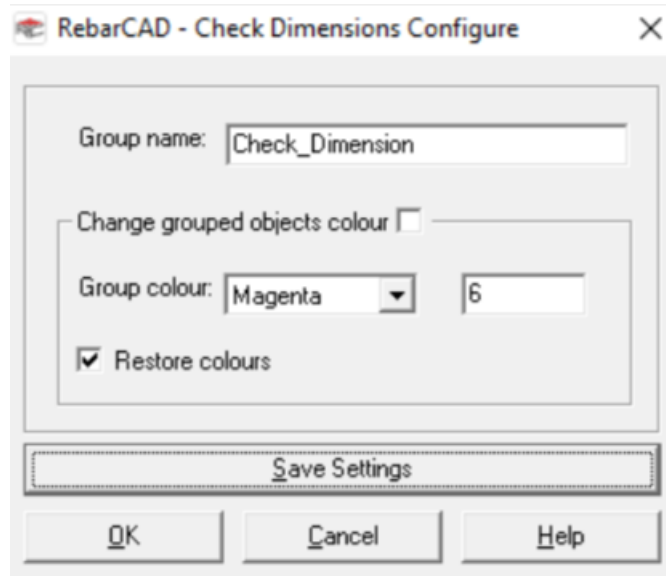 RebarCAD - Check Dimensions Configure
Group name: Check_Dimension
Change grouped objects colour
Group colour: Magenta 6
Restore colours
Save Settings
OK Cancel Help